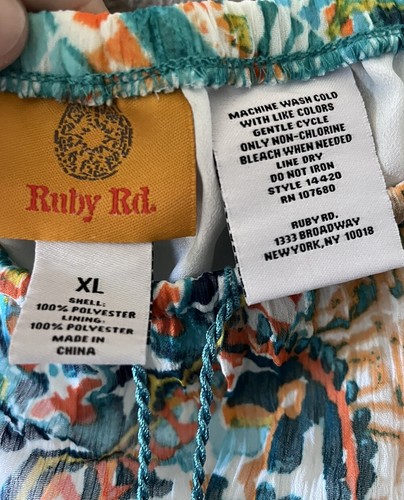 Ruby Rd.
XL
SHELL:
100% POLYESTER
LINING:
100% POLYESTER
MADE IN
CHINA
MACHINE WASH COLD
WITH LIKE COLORS
GENTLE CYCLE
ONLY NON-CHLORINE
BLEACH WHEN NEEDED
LINE DRY
DO NOT IRON
STYLE 14420
RN 107680
RUBY RD.
1333 BROADWAY
NEW YORK, NY 10018